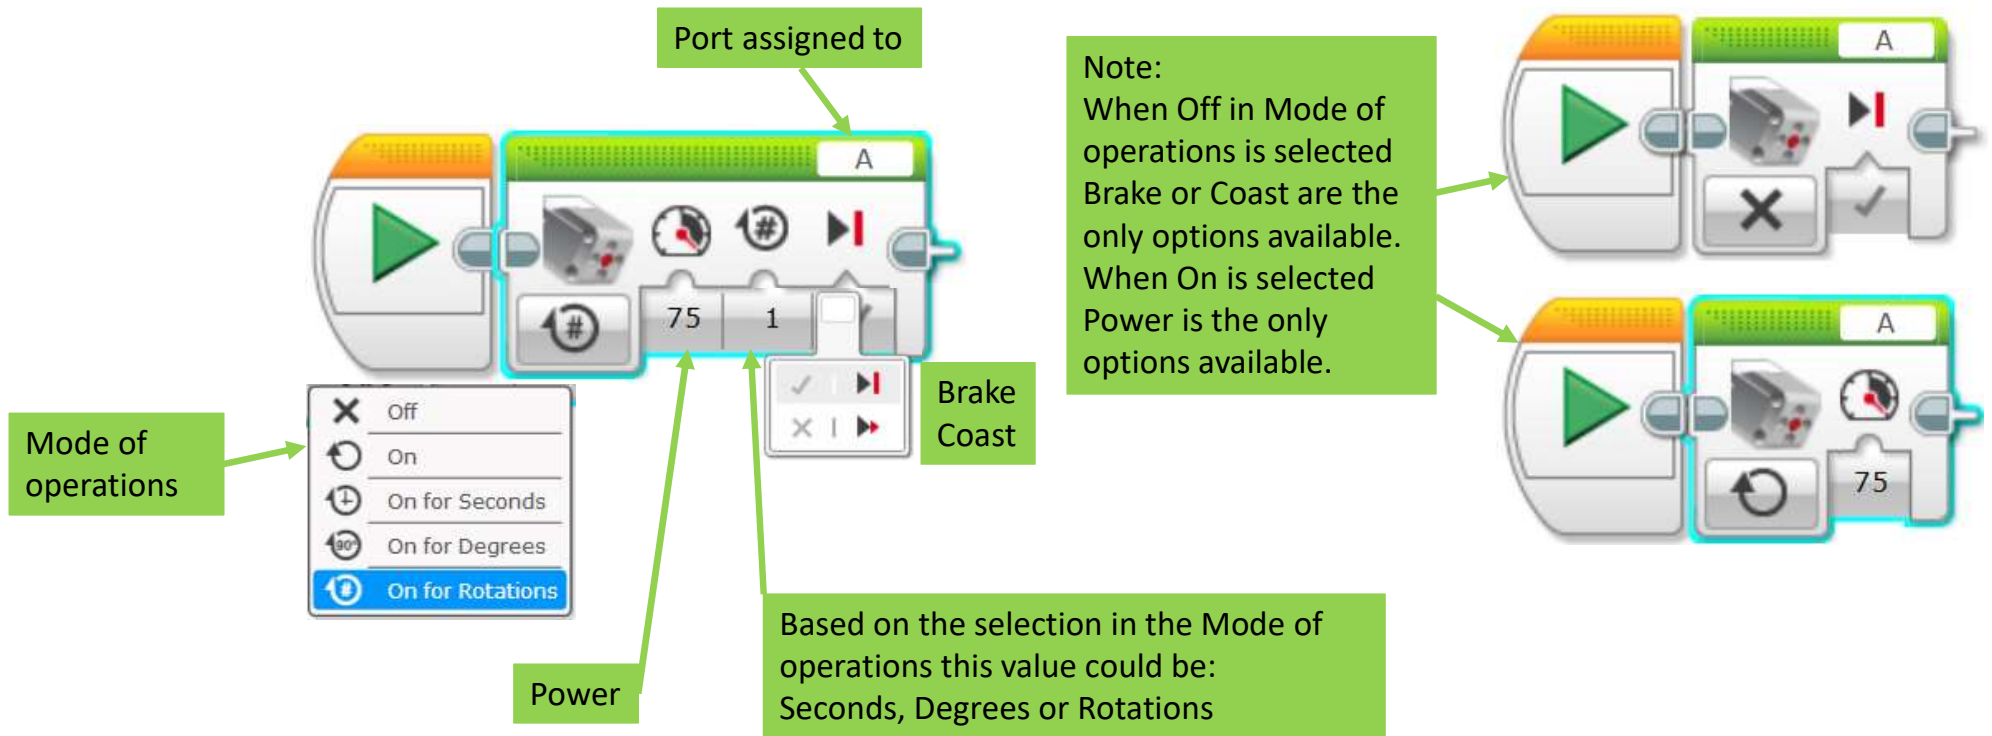 Port assigned to
A
75
1
#
#
Brake
Coast
Mode of
operations
Off
On
On for Seconds
90°
On for Degrees
#
On for Rotations
Power
Based on the selection in the Mode of
operations this value could be:
Seconds, Degrees or Rotations
Note:
When Off in Mode of
operations is selected
Brake or Coast are the
only options available.
When On is selected
Power is the only
options available.
A
A
75